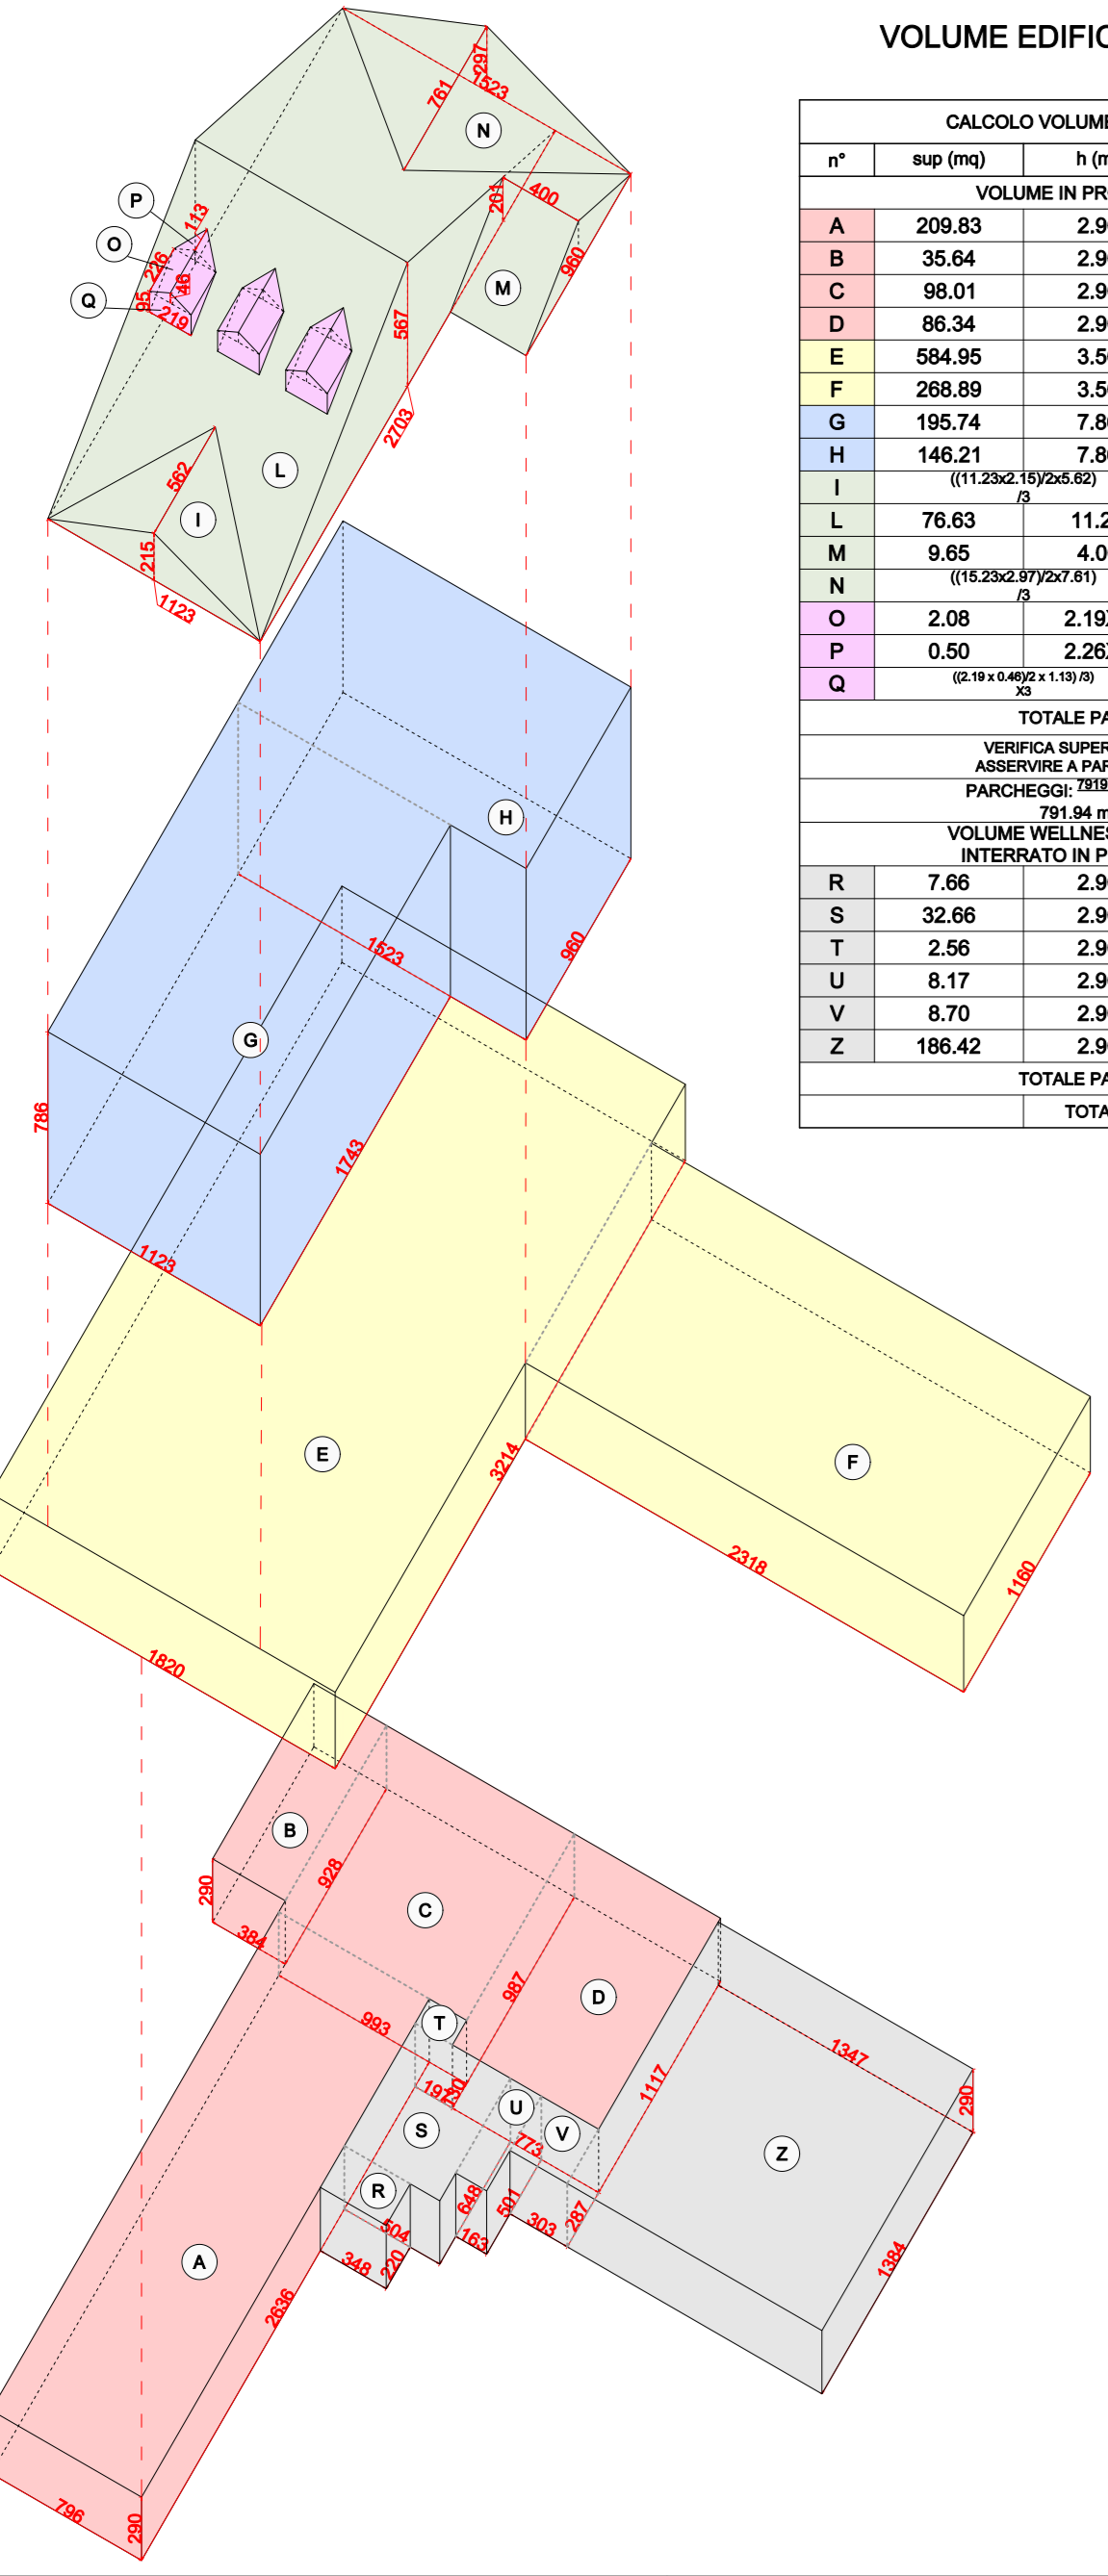 VOLUME EDIFIC
CALCOLO VOLUME
n° sup (mq) h (m
VOLUME IN PR
A 209.83 2.9
B 35.64 2.9
C 98.01 2.9
D 86.34 2.9
E 584.95 3.5
F 268.89 3.5
G 195.74 7.8
H 146.21 7.8
I ((11.23x2.15)/2x5.62)
/3
L 76.63 11.2
M 9.65 4.0
N ((15.23x2.97)/2x7.61)
/3
O 2.08 2.19
P 0.50 2.26
Q ((2.19 x 0.46)/2 x 1.13) /3)
X3
TOTALE PA
VERIFICA SUPER
ASSERVIRE A PAR
PARCHEGGI: 7919
791.94 m
VOLUME WELLNES
INTERRATO IN P
R 7.66 2.9
S 32.66 2.9
T 2.56 2.9
U 8.17 2.9
V 8.70 2.9
Z 186.42 2.9
TOTALE PA
TOTA
297
1523
761
N
400
201
960
M
P
113
O
226
46
Q
95
219
567
2703
562
L
I
215
1123
H
1523
960
G
786
1743
1123
E
3214
F
2318
1160
1820
B
928
290
C
384
987
D
993
T
1347
1117
290
197
130
U
S
V
773
Z
R
648
501
504
303
287
163
348
220
A
1384
2636
796
290